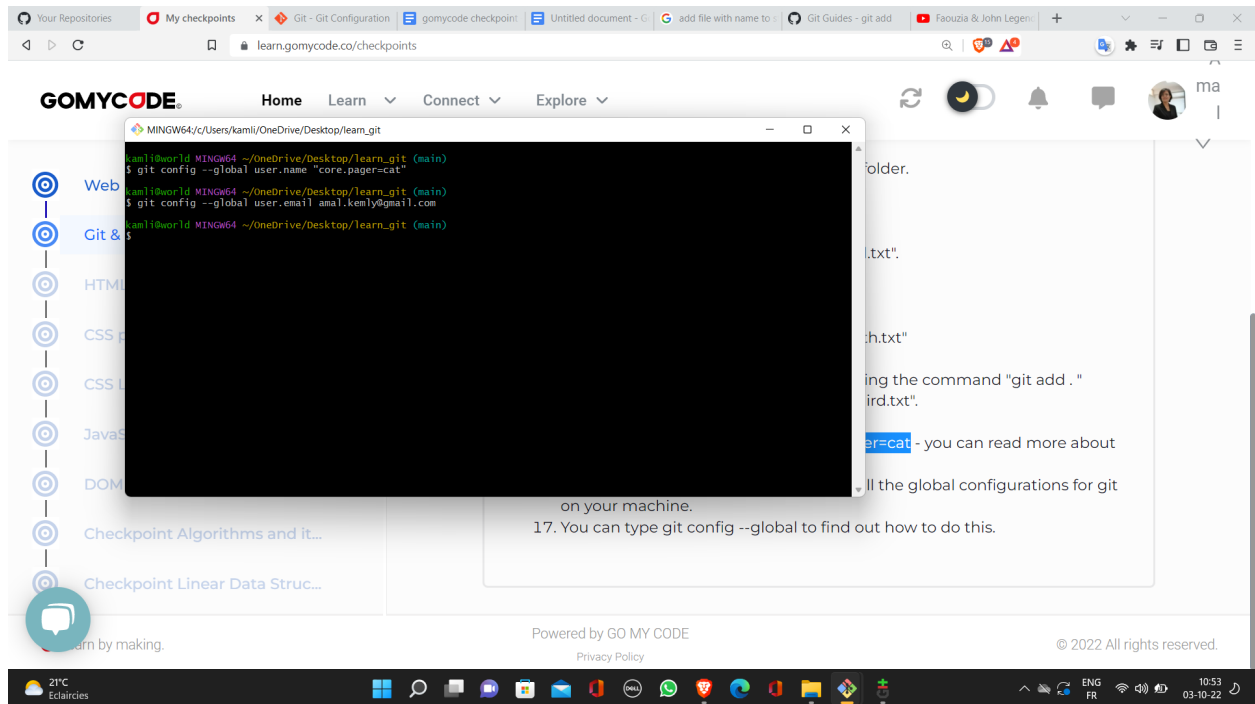 Your Repositories
My checkpoints
Git - Git Configuration
gomycode checkpoint
Untitled document - G
add file with name to s
Git Guides - git add
Faouzia & John Legend
learn.gomycode.co/checkpoints
GOMYCODE
Home Learn Connect Explore
ma
l
MINGW64:/c/Users/kamli/OneDrive/Desktop/learn_git
kamli@world MINGW64 ~/OneDrive/Desktop/learn_git (main)
$ git config --global user.name "core.pager=cat"
kamli@world MINGW64 ~/OneDrive/Desktop/learn_git (main)
$ git config --global user.email amal.kemly@gmail.com
kamli@world MINGW64 ~/OneDrive/Desktop/learn_git (main)
$
Web
Git &
HTML
CSS p
CSS L
JavaS
DOM
Checkpoint Algorithms and it...
Checkpoint Linear Data Struc...
folder.
.txt".
th.txt"
ing the command "git add . "
ird.txt".
er=cat - you can read more about
ll the global configurations for git
on your machine.
17. You can type git config --global to find out how to do this.
arn by making.
Powered by GO MY CODE
Privacy Policy
© 2022 All rights reserved.
21°C
Eclaircies
DELL
ENG
FR
10:53
03-10-22